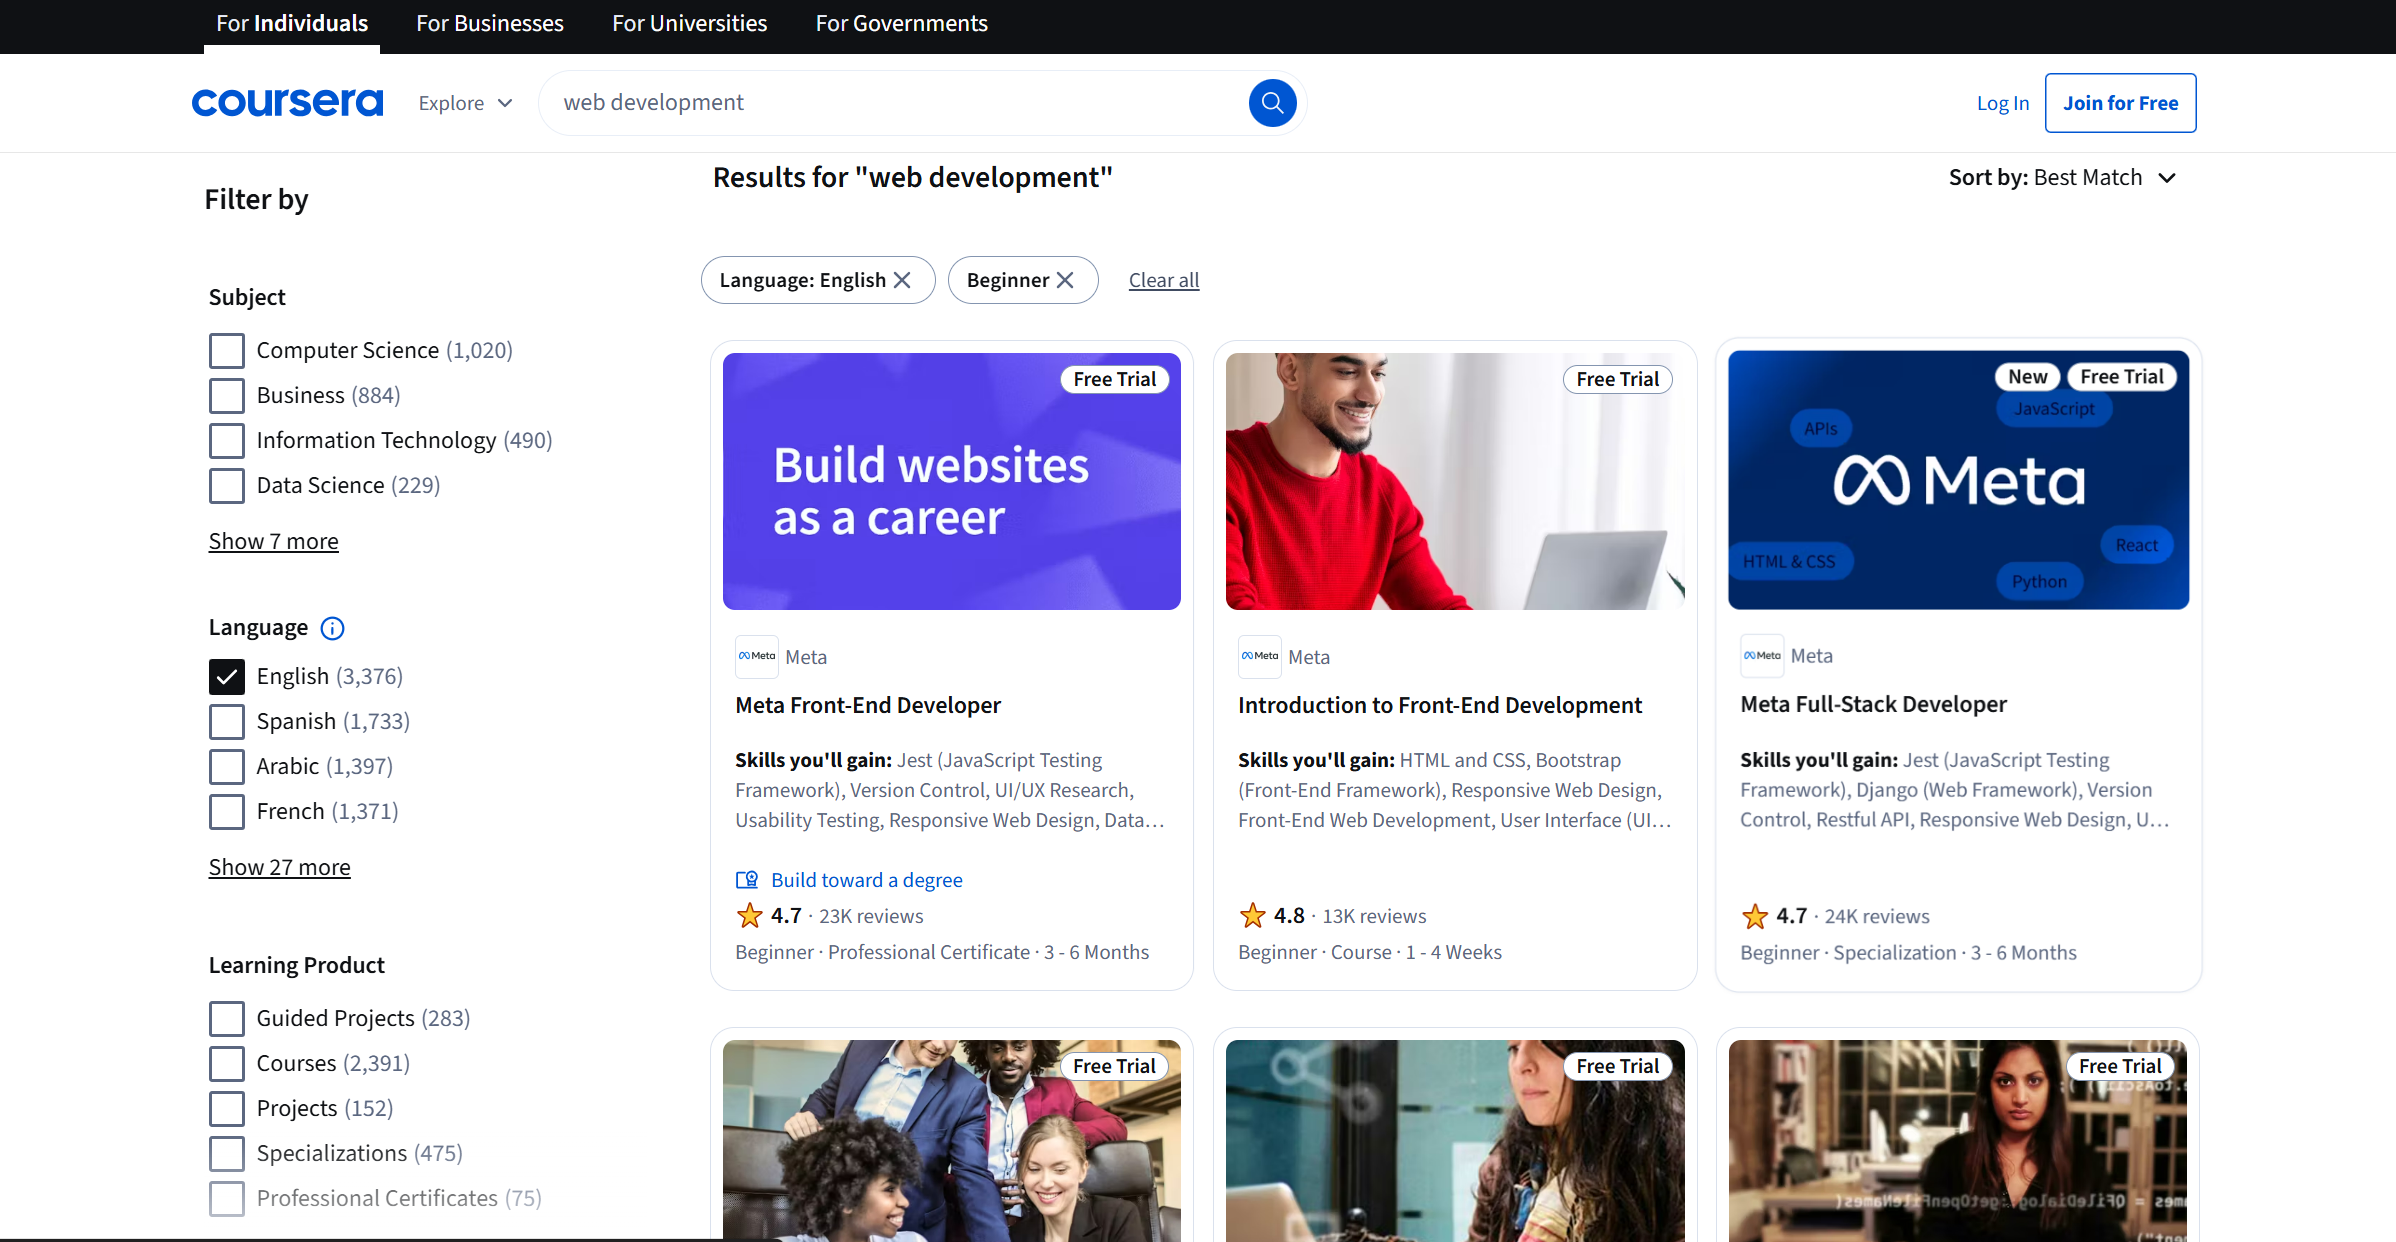 For Individuals
For Businesses
For Universities
For Governments
coursera
Explore
web development
Log In
Join for Free
Filter by
Results for "web development"
Sort by: Best Match
Language: English
Beginner
Clear all
Subject
Computer Science (1,020)
Business (884)
Information Technology (490)
Data Science (229)
Show 7 more
Language
English (3,376)
Spanish (1,733)
Arabic (1,397)
French (1,371)
Show 27 more
Learning Product
Guided Projects (283)
Courses (2,391)
Projects (152)
Specializations (475)
Professional Certificates (75)
Free Trial
Build websites
as a career
Meta
Meta
Meta Front-End Developer
Skills you'll gain: Jest (JavaScript Testing
Framework), Version Control, UI/UX Research,
Usability Testing, Responsive Web Design, Data...
Build toward a degree
4.7 · 23K reviews
Beginner · Professional Certificate · 3 - 6 Months
Free Trial
Meta
Meta
Introduction to Front-End Development
Skills you'll gain: HTML and CSS, Bootstrap
(Front-End Framework), Responsive Web Design,
Front-End Web Development, User Interface (UI...
4.8 · 13K reviews
Beginner · Course · 1 - 4 Weeks
New
Free Trial
JavaScript
APIs
Meta
React
HTML & CSS
Python
Meta
Meta
Meta Full-Stack Developer
Skills you'll gain: Jest (JavaScript Testing
Framework), Django (Web Framework), Version
Control, Restful API, Responsive Web Design, U...
4.7 · 24K reviews
Beginner · Specialization · 3 - 6 Months
Free Trial
Free Trial
Free Trial